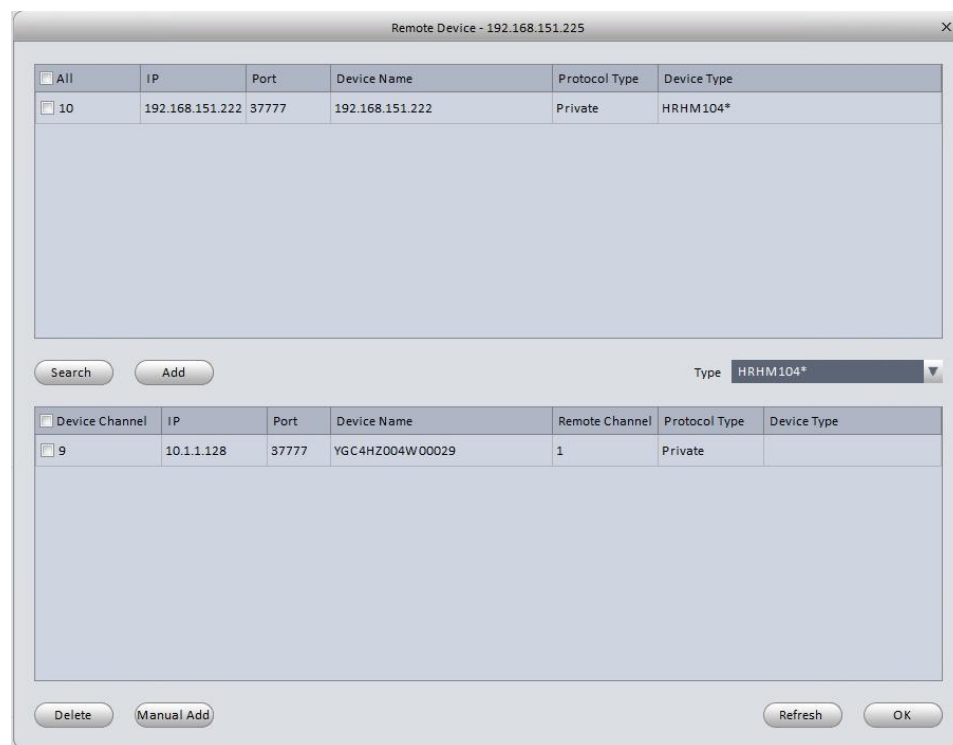 Remote Device - 192.168.151.225 ×
All IP Port Device Name Protocol Type Device Type
10 192.168.151.222 37777 192.168.151.222 Private HRHM104*
Search Add Type HRHM104*
Device Channel IP Port Device Name Remote Channel Protocol Type Device Type
9 10.1.1.128 37777 YGC4HZ004W00029 1 Private
Delete Manual Add Refresh OK